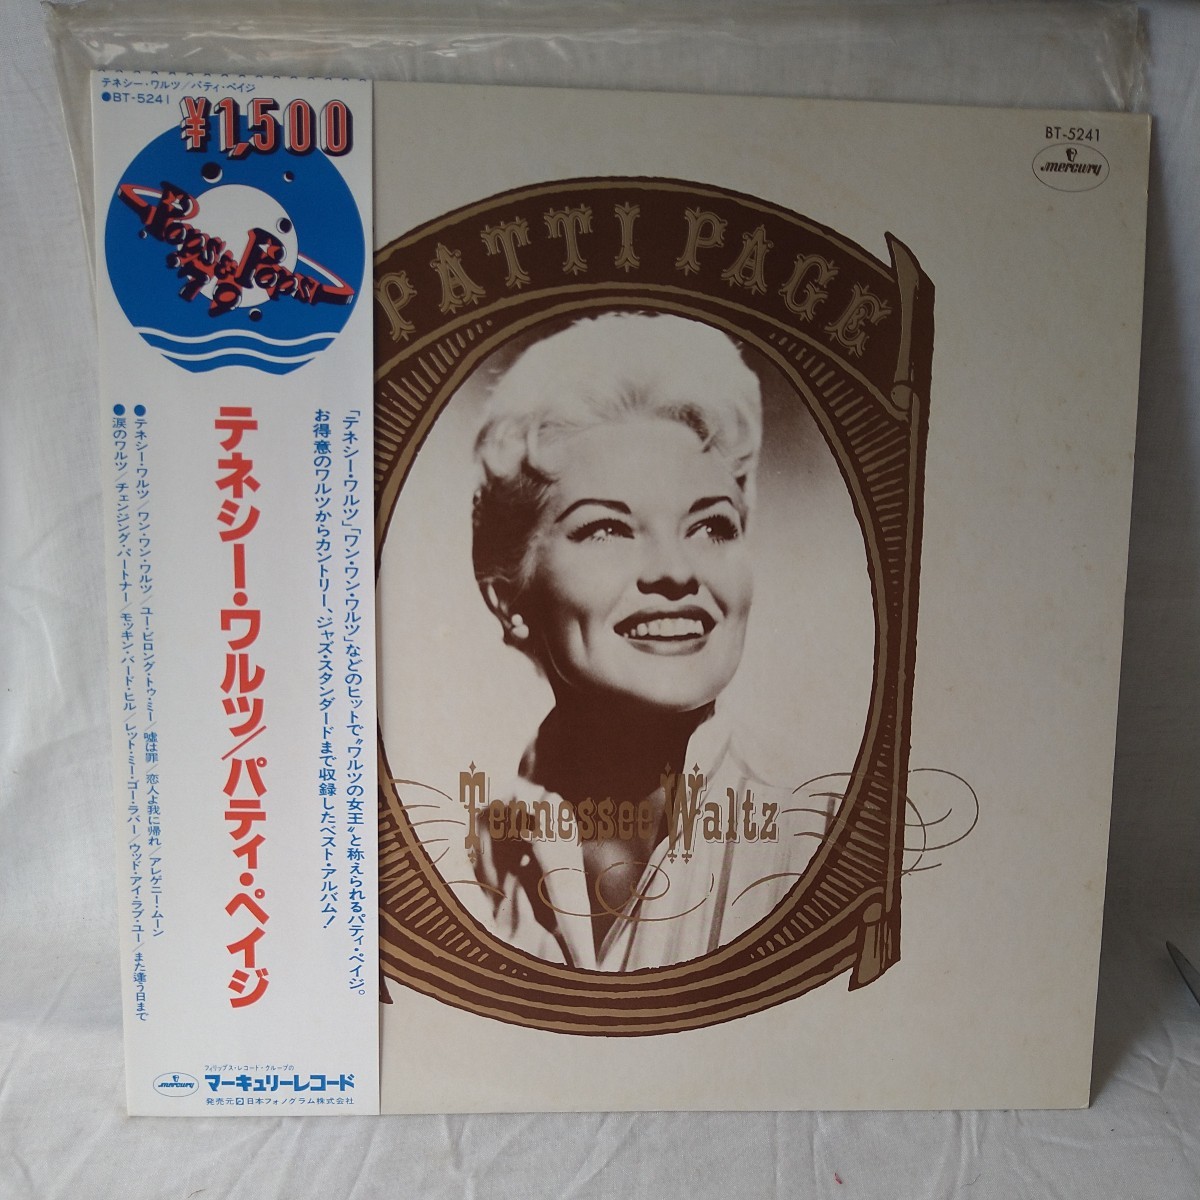 テネシー・ワルツ/パティ・ペイジ
●BT-5241
¥1,500
Pops & Pops
'79
「テネシー・ワルツ」「ワン・ワン・ワルツ」などのヒットで〝ワルツの女王〟と称えられるパティ・ペイジ。
お得意のワルツからカントリー、ジャズ・スタンダードまで収録したベスト・アルバム！
テネシー・ワルツ/パティ・ペイジ
●テネシー・ワルツ/ワン・ワン・ワルツ/ユー・ビロング・トゥ・ミー/嘘は罪/恋人よ我に帰れ/アレゲニー・ムーン
●涙のワルツ/チェンジング・パートナー/モッキン・バード・ヒル/レット・ミー・ゴー・ラバー/ウッド・アイ・ラブ・ユー/また逢う日まで
フィリップス・レコード・グループの
mercury マーキュリーレコード
発売元 日本フォノグラム株式会社
BT-5241
mercury
PATTI PAGE
Tennessee Waltz